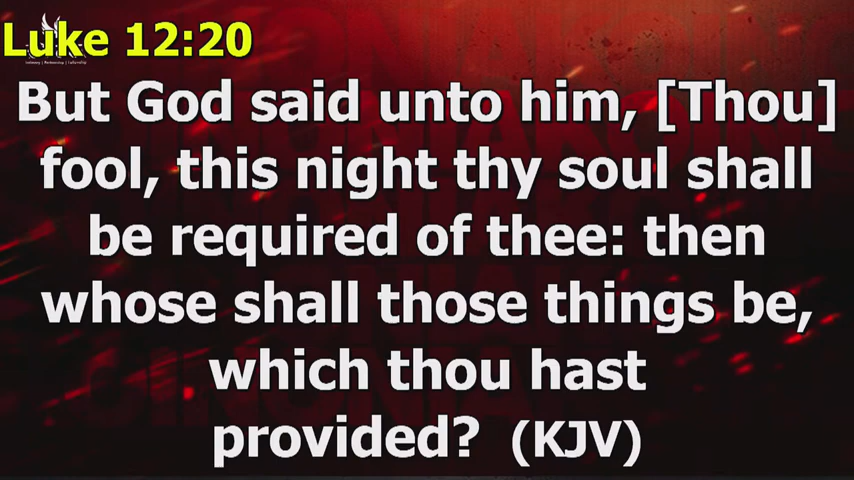 Luke 12:20
But God said unto him, [Thou]
fool, this night thy soul shall
be required of thee: then
whose shall those things be,
which thou hast
provided? (KJV)